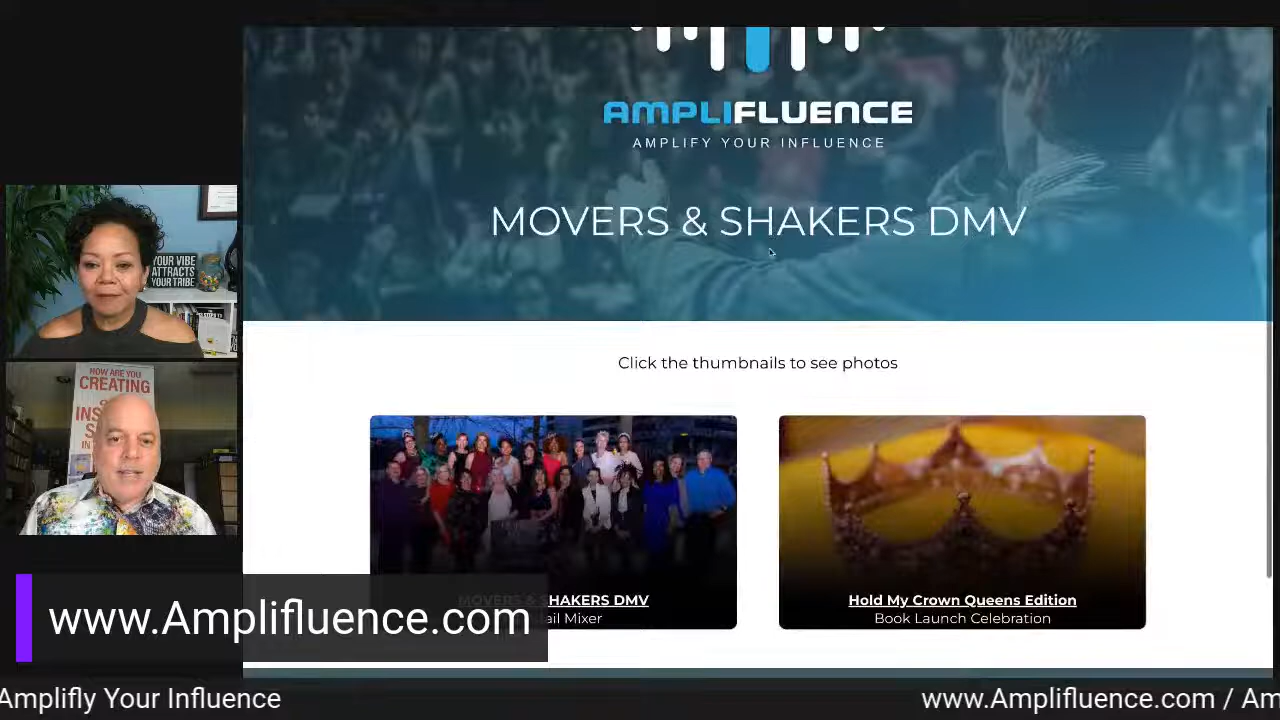 AMPLIFLUENCE
AMPLIFY YOUR INFLUENCE
MOVERS & SHAKERS DMV
YOUR VIBE
ATTRACTS
YOUR TRIBE
Click the thumbnails to see photos
HOW ARE YOU
CREATING
MOVERS & SHAKERS DMV
ail Mixer
Hold My Crown Queens Edition
Book Launch Celebration
www.Amplifluence.com
Amplifly Your Influence
www.Amplifluence.com / Am